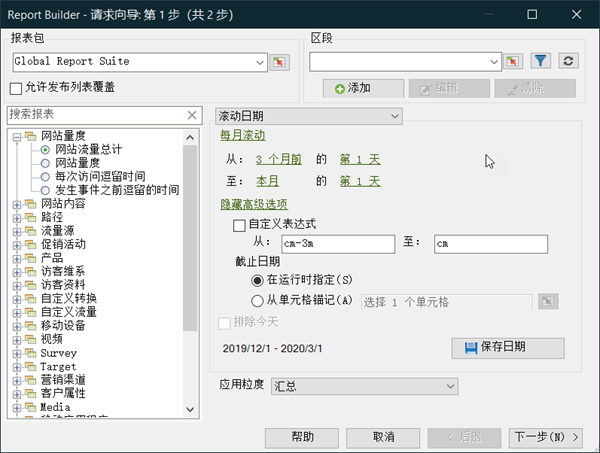 Report Builder - 请求向导: 第 1 步 (共 2 步)
报表包
Global Report Suite
允许发布列表覆盖
区段
添加
编辑
清除
搜索报表
网站量度
网站流量总计
网站量度
每次访问逗留时间
发生事件之前逗留的时间
网站内容
路径
流量源
促销活动
产品
访客维系
访客资料
自定义转换
自定义流量
移动设备
视频
Survey
Target
营销渠道
客户属性
Media
移动应用程序
滚动日期
每月滚动
从: 3 个月前 的 第 1 天
至: 本月 的 第 1 天
隐藏高级选项
自定义表达式
从: cm-3m 至: cm
截止日期
在运行时指定(S)
从单元格锚记(A) 选择 1 个单元格
排除今天
2019/12/1 - 2020/3/1
保存日期
应用粒度 汇总
帮助
取消
< 后退
下一步(N) >